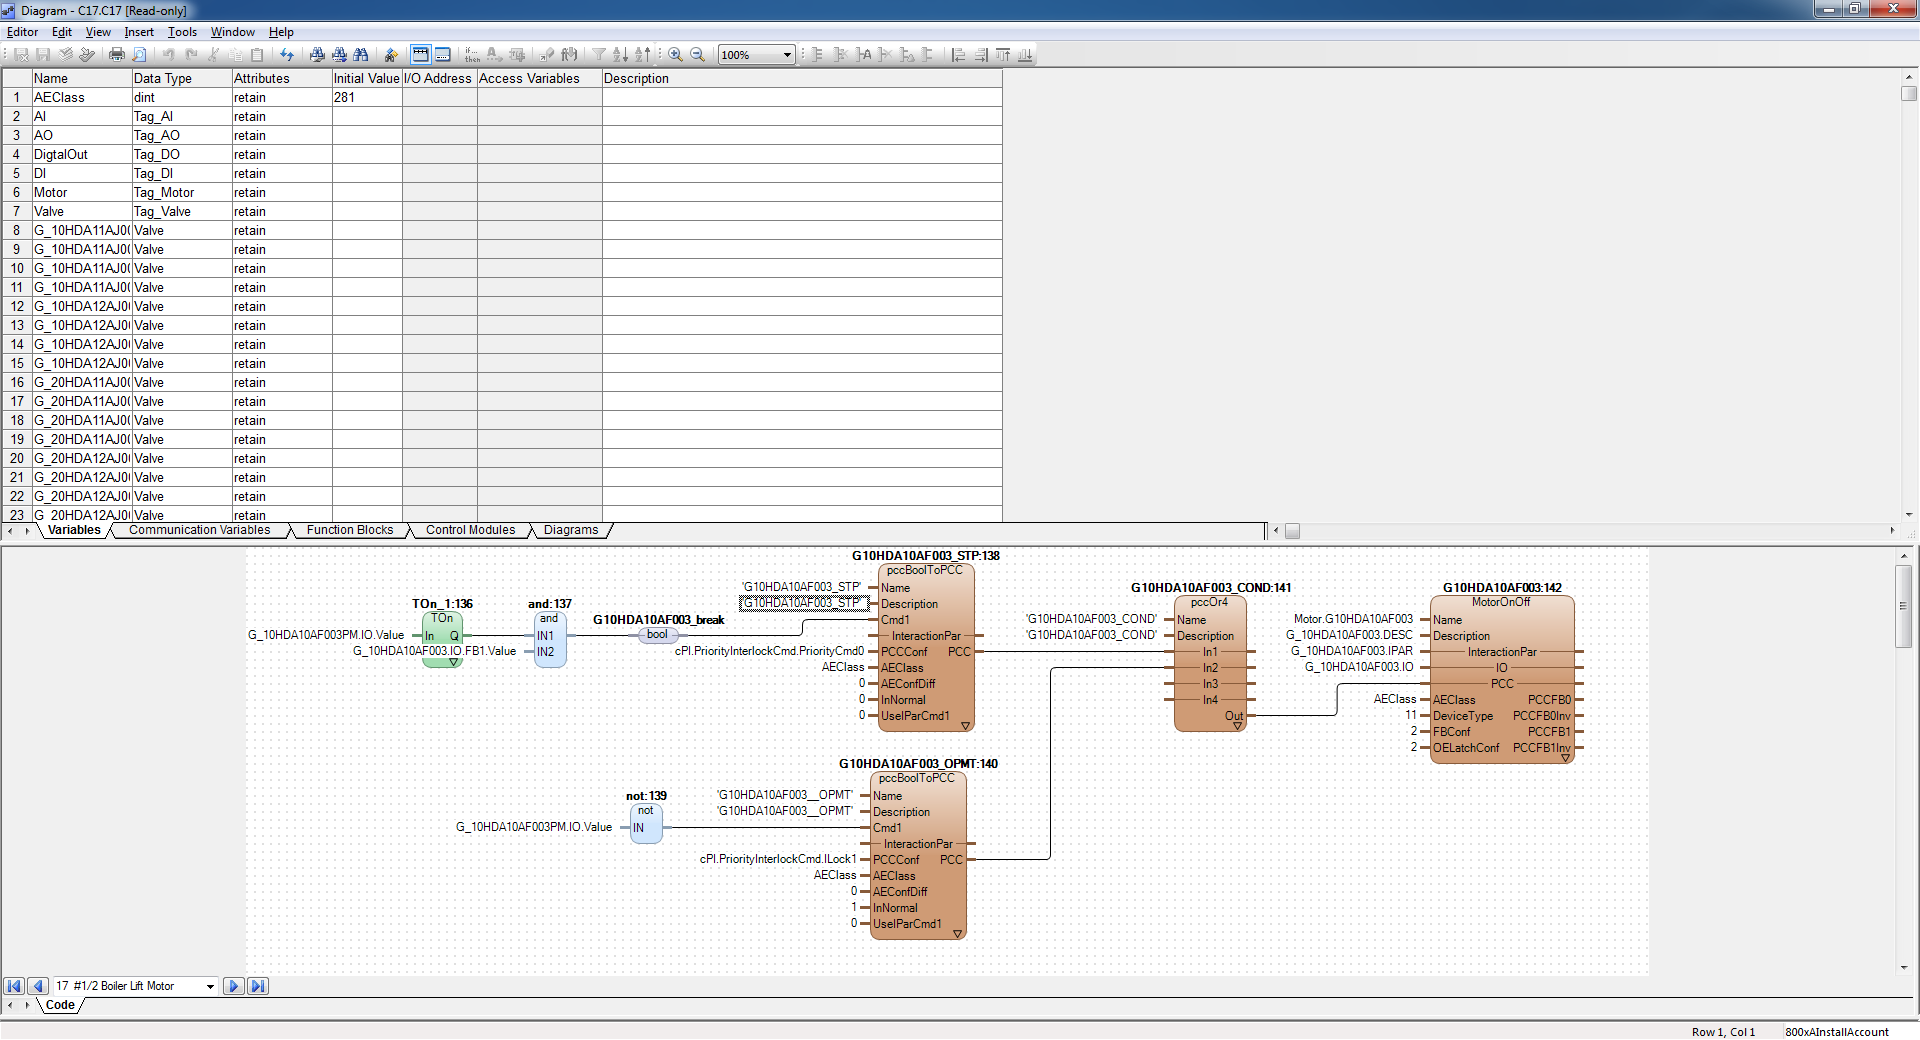 Diagram - C17.C17 [Read-only]
Editor Edit View Insert Tools Window Help
if... then
100%
Name Data Type Attributes Initial Value I/O Address Access Variables Description
1 AEClass dint retain 281
2 AI Tag_AI retain
3 AO Tag_AO retain
4 DigtalOut Tag_DO retain
5 DI Tag_DI retain
6 Motor Tag_Motor retain
7 Valve Tag_Valve retain
8 G_10HDA11AJ0 Valve retain
9 G_10HDA11AJ0 Valve retain
10 G_10HDA11AJ0 Valve retain
11 G_10HDA11AJ0 Valve retain
12 G_10HDA12AJ0 Valve retain
13 G_10HDA12AJ0 Valve retain
14 G_10HDA12AJ0 Valve retain
15 G_10HDA12AJ0 Valve retain
16 G_20HDA11AJ0 Valve retain
17 G_20HDA11AJ0 Valve retain
18 G_20HDA11AJ0 Valve retain
19 G_20HDA11AJ0 Valve retain
20 G_20HDA12AJ0 Valve retain
21 G_20HDA12AJ0 Valve retain
22 G_20HDA12AJ0 Valve retain
23 G_20HDA12AJ0 Valve retain
Variables Communication Variables Function Blocks Control Modules Diagrams
TOn_1:136
TOn
In Q
G_10HDA10AF003PM.IO.Value
G_10HDA10AF003.IO.FB1.Value
and:137
and
IN1
IN2
G10HDA10AF003_break
bool
G10HDA10AF003_STP:138
pccBoolToPCC
'G10HDA10AF003_STP' Name
'G10HDA10AF003_STP' Description
Cmd1
InteractionPar
cPI.PriorityInterlockCmd.PriorityCmd0 PCCConf PCC
AEClass AEClass
0 AEConfDiff
0 InNormal
0 UseIParCmd1
G10HDA10AF003_COND:141
pccOr4
'G10HDA10AF003_COND' Name
'G10HDA10AF003_COND' Description
In1
In2
In3
In4
Out
G10HDA10AF003:142
MotorOnOff
Motor.G10HDA10AF003 Name
G_10HDA10AF003.DESC Description
G_10HDA10AF003.IPAR InteractionPar
G_10HDA10AF003.IO IO
PCC
AEClass AEClass PCCFB0
11 DeviceType PCCFB0Inv
2 FBConf PCCFB1
2 OELatchConf PCCFB1Inv
not:139
not
G_10HDA10AF003PM.IO.Value IN
G10HDA10AF003_OPMT:140
pccBoolToPCC
'G10HDA10AF003__OPMT' Name
'G10HDA10AF003__OPMT' Description
Cmd1
InteractionPar
cPI.PriorityInterlockCmd.ILock1 PCCConf PCC
AEClass AEClass
0 AEConfDiff
1 InNormal
0 UseIParCmd1
17 #1/2 Boiler Lift Motor
Code
Row 1, Col 1 800xAInstallAccount